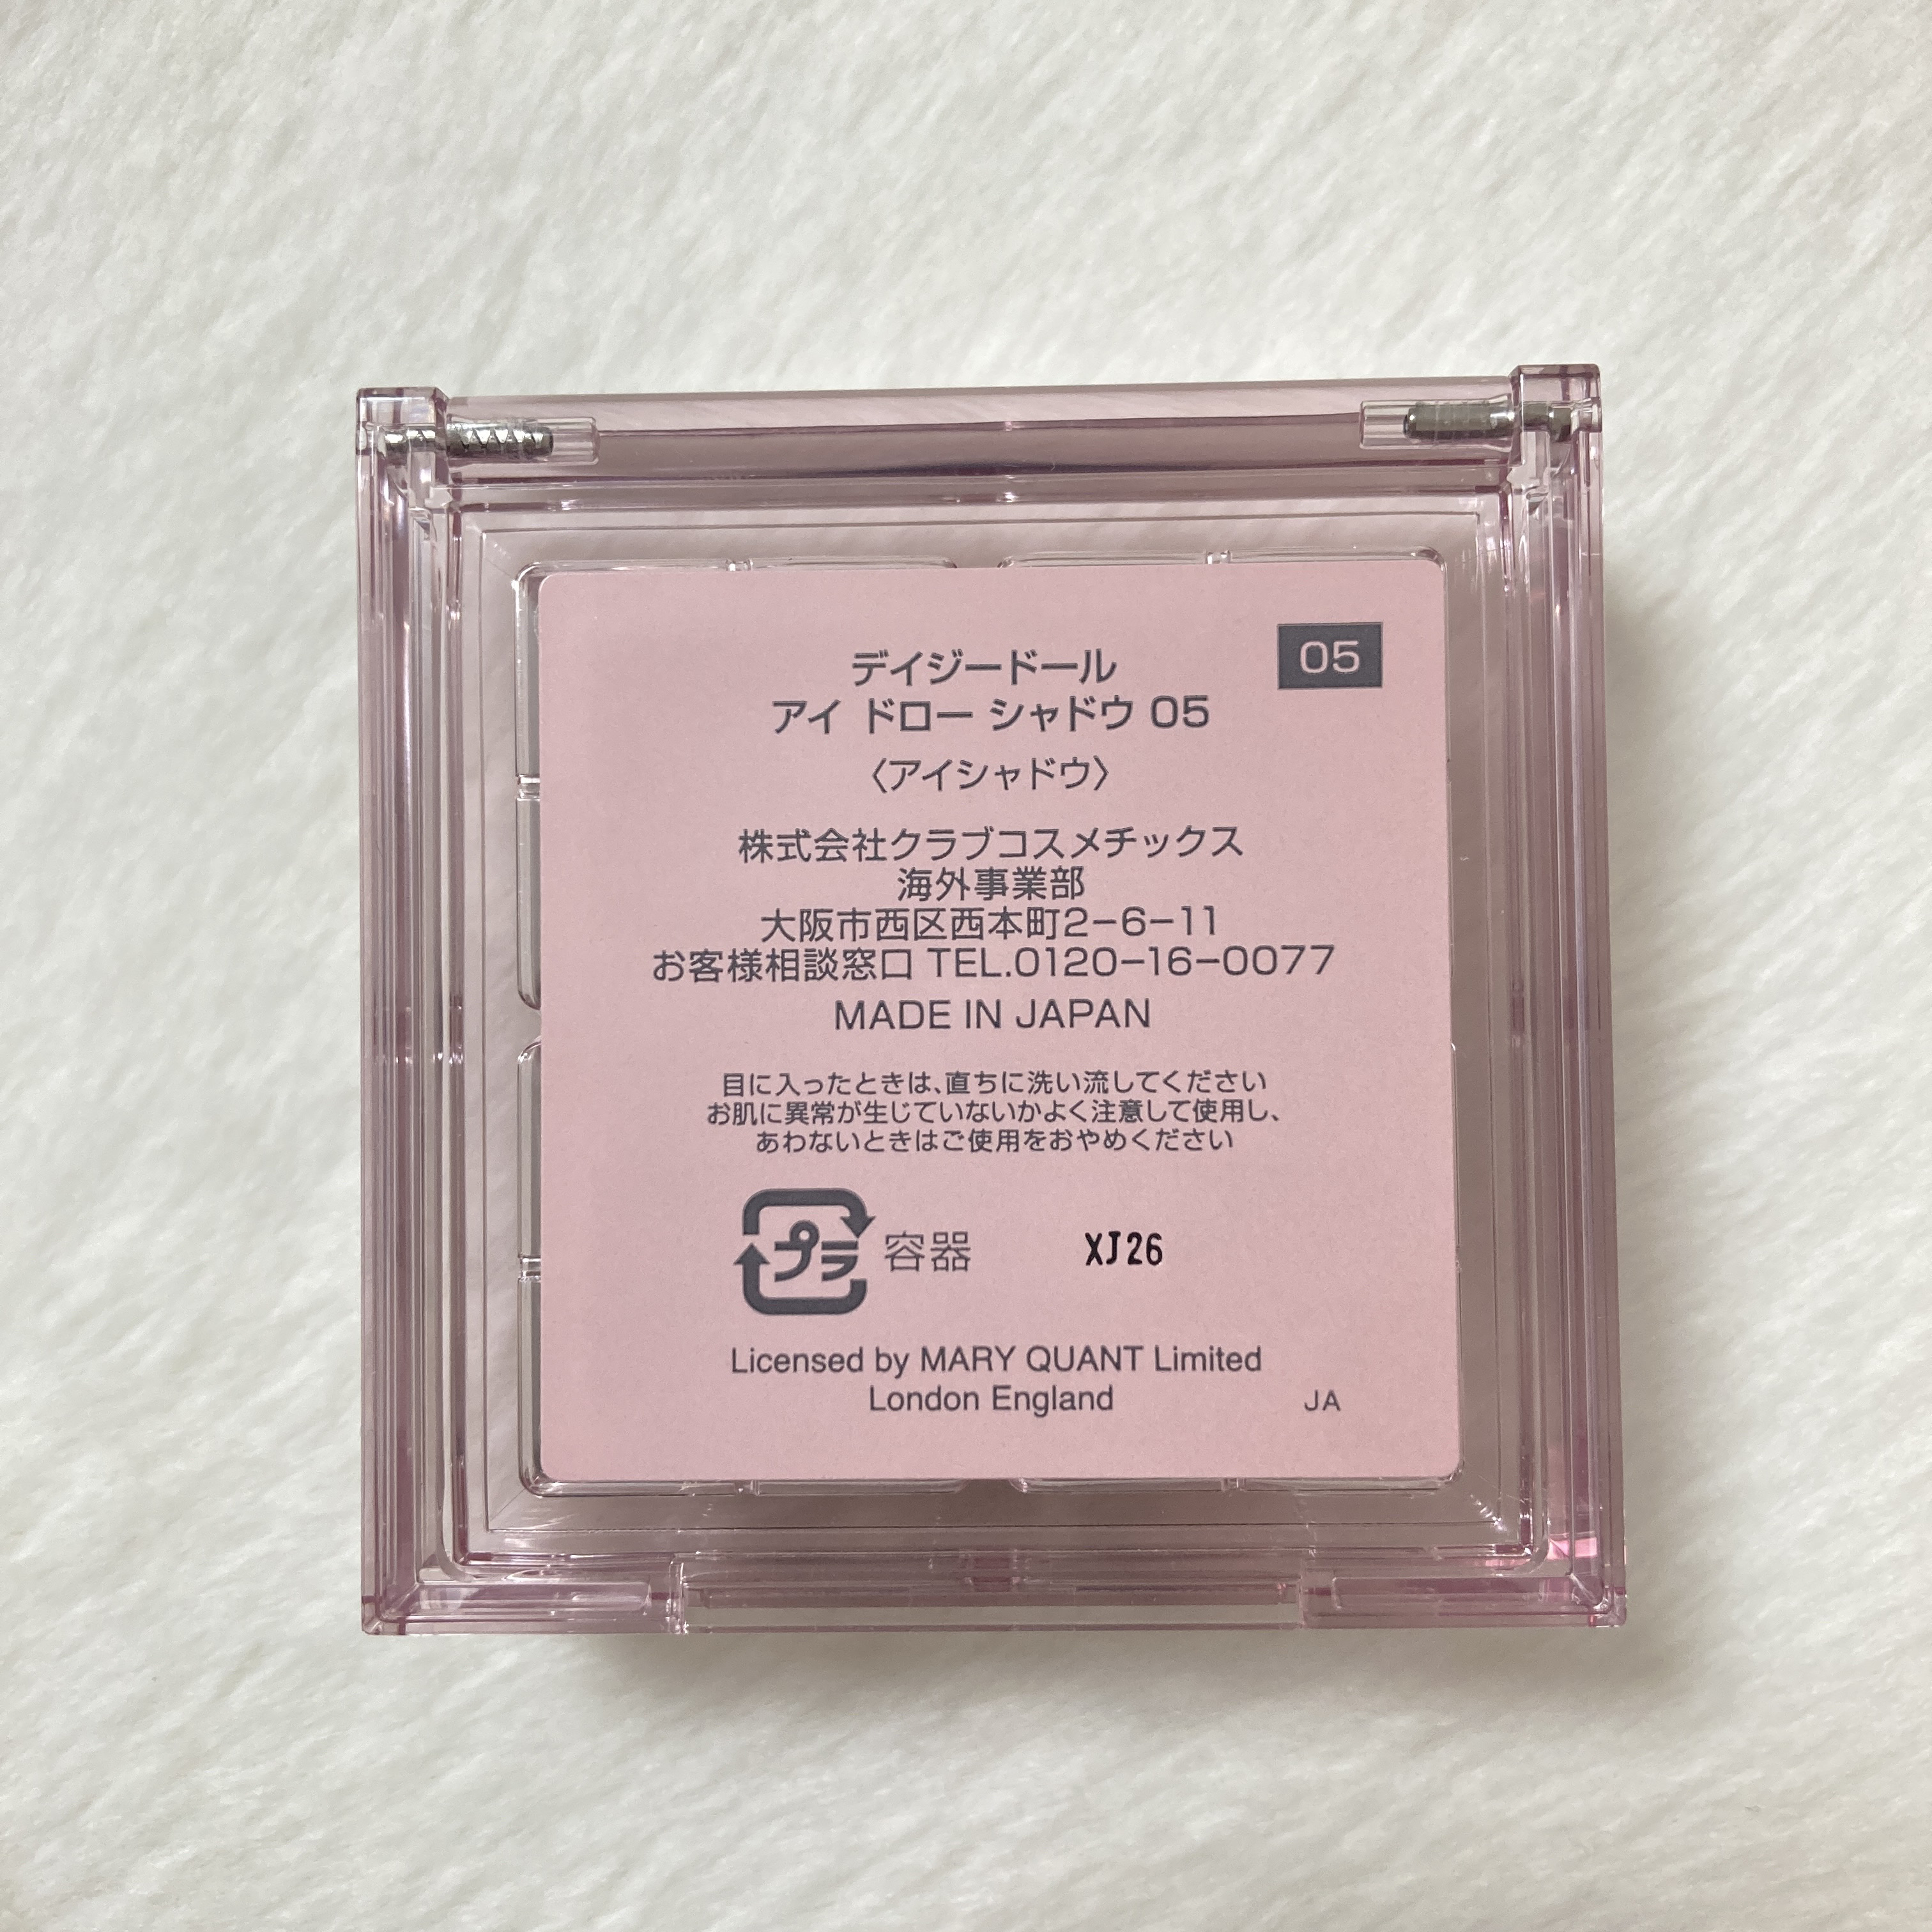 05
デイジードール
アイ ドロー シャドウ 05
〈アイシャドウ〉
株式会社クラブコスメチックス
海外事業部
大阪市西区西本町2−6−11
お客様相談窓口 TEL.0120−16−0077
MADE IN JAPAN
目に入ったときは、直ちに洗い流してください
お肌に異常が生じていないかよく注意して使用し、
あわないときはご使用をおやめください
プラ 容器 XJ26
Licensed by MARY QUANT Limited
London England
JA